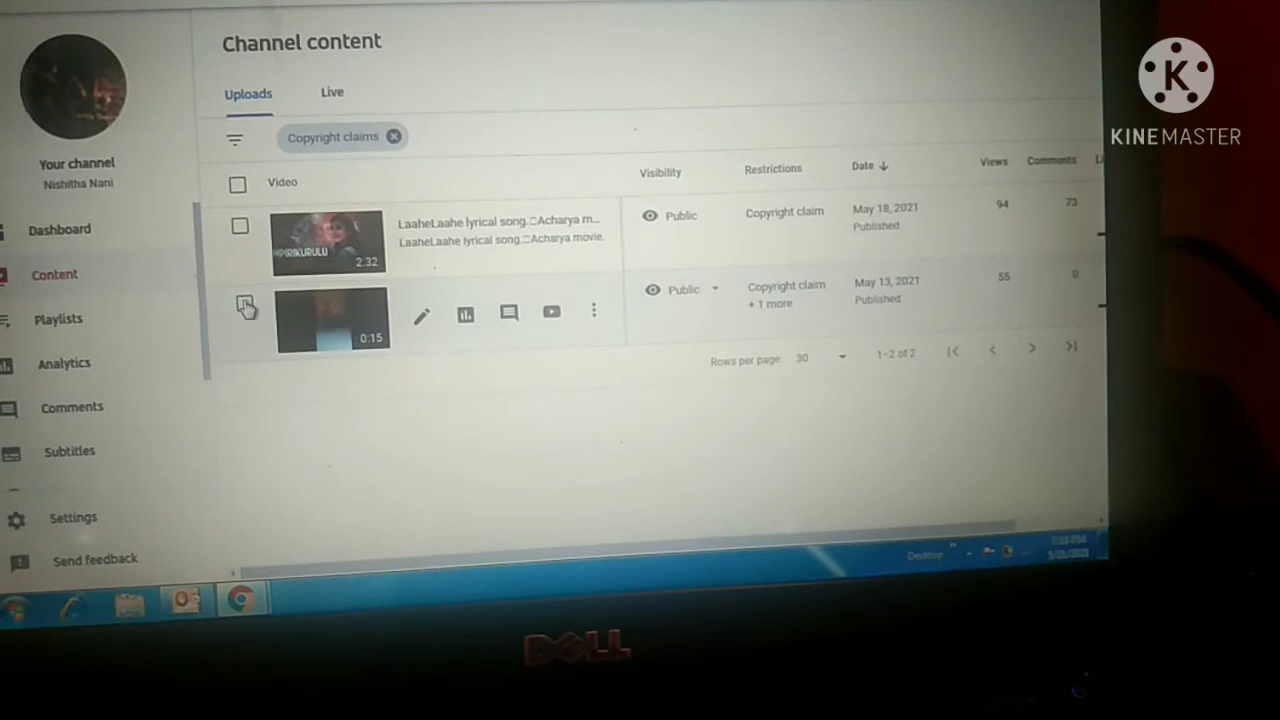 Channel content
Uploads
Live
Copyright claims
Your channel
Nishitha Nani
Dashboard
Content
Playlists
Analytics
Comments
Subtitles
Settings
Send feedback
Video
Visibility
Restrictions
Date
Views
Comments
MPIRIKURULU
2:32
LaaheLaahe lyrical song.□Acharya m...
LaaheLaahe lyrical song.□Acharya movie.
Public
Copyright claim
May 18, 2021
Published
94
73
0:15
Public
Copyright claim
+ 1 more
May 13, 2021
Published
55
0
Rows per page: 30
1–2 of 2
Desktop
DELL
K
KINEMASTER